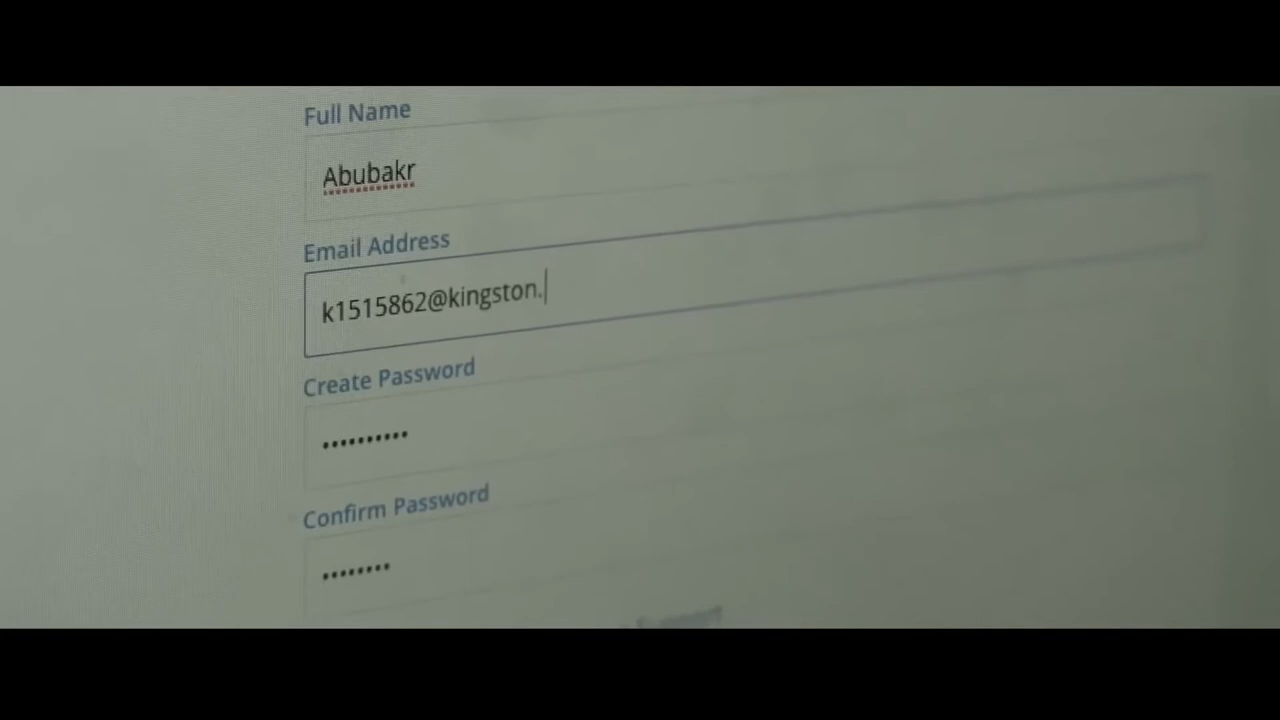 Full Name
Abubakr
Email Address
k1515862@kingston.
Create Password
••••••••••
Confirm Password
••••••••